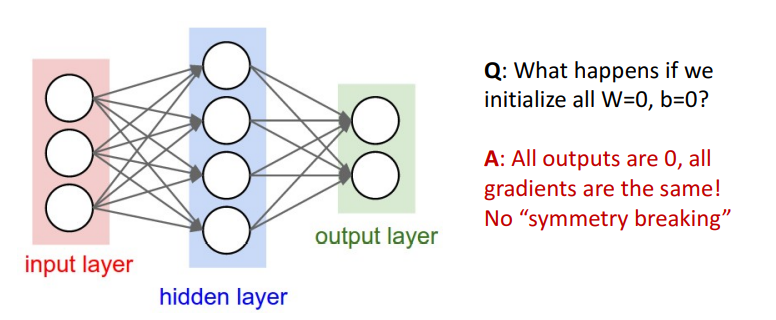 Q: What happens if we
initialize all W=0, b=0?
A: All outputs are 0, all
gradients are the same!
No “symmetry breaking”
input layer
hidden layer
output layer